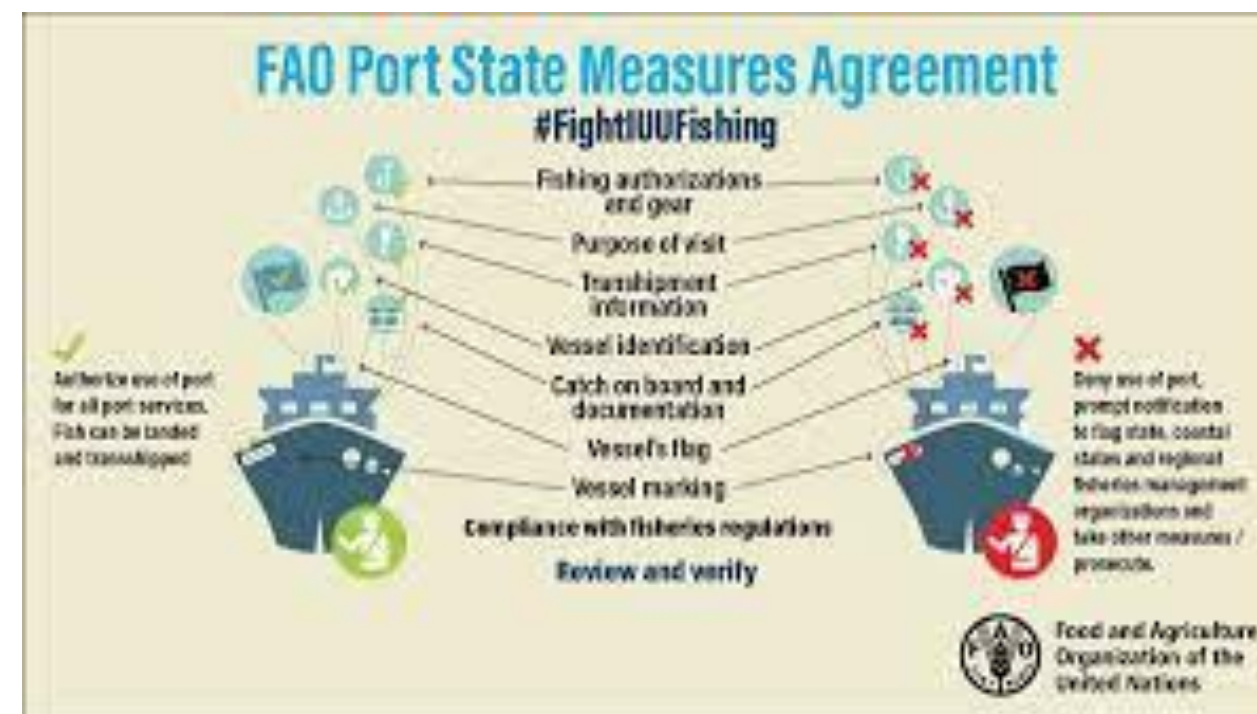 FAO Port State Measures Agreement
#FightIUUFishing
Fishing authorizations
and gear
Purpose of visit
Transhipment
information
Vessel identification
Catch on board and
documentation
Vessel's flag
Vessel marking
Compliance with fisheries regulations
Review and verify
Authorize use of port
for all port services.
Fish can be landed
and transshipped
Deny use of port,
prompt notification
to flag state, coastal
states and regional
fisheries management
organizations and
take other measures /
prosecute.
FAO
Food and Agriculture
Organization of the
United Nations